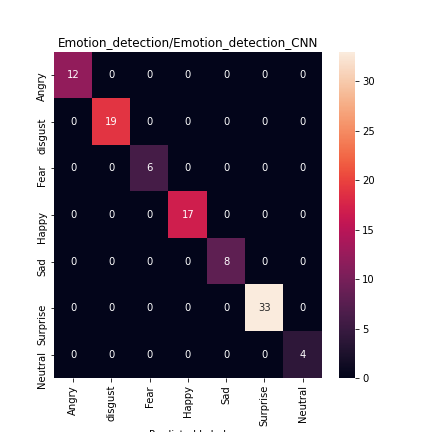 Emotion_detection/Emotion_detection_CNN
Angry 12 0 0 0 0 0 0
disgust 0 19 0 0 0 0 0
Fear 0 0 6 0 0 0 0
Happy 0 0 0 17 0 0 0
Sad 0 0 0 0 8 0 0
Surprise 0 0 0 0 0 33 0
Neutral 0 0 0 0 0 0 4
Angry disgust Fear Happy Sad Surprise Neutral
30
25
20
15
10
5
0